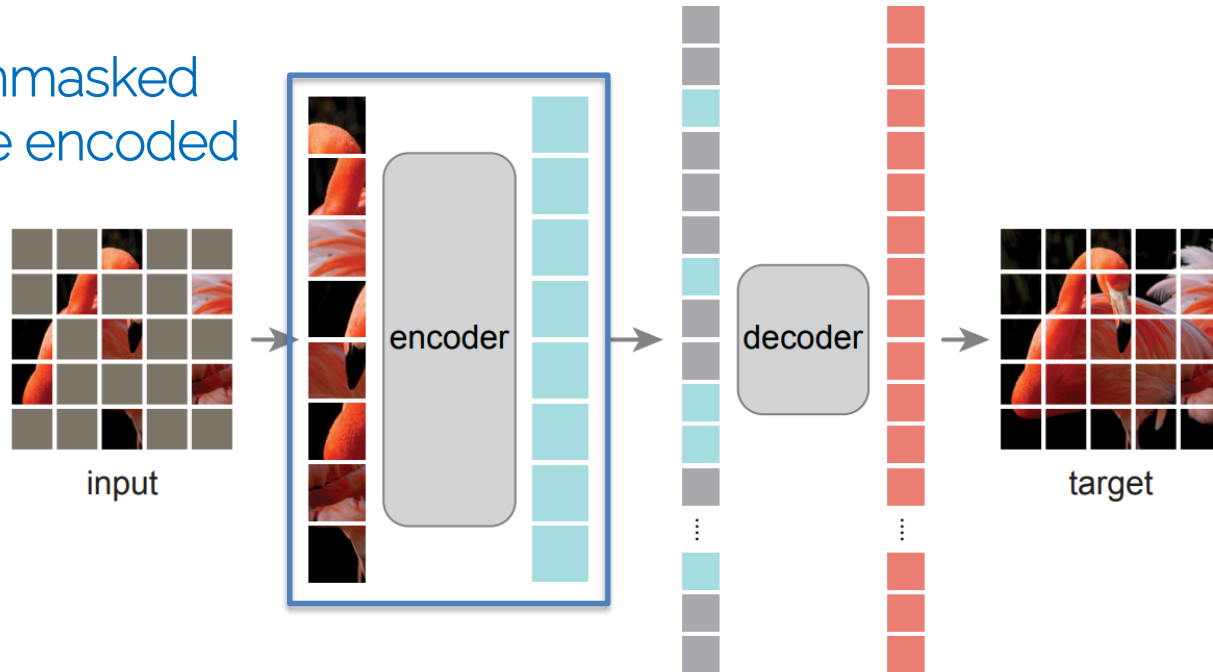 nmasked
e encoded
input
encoder
decoder
target